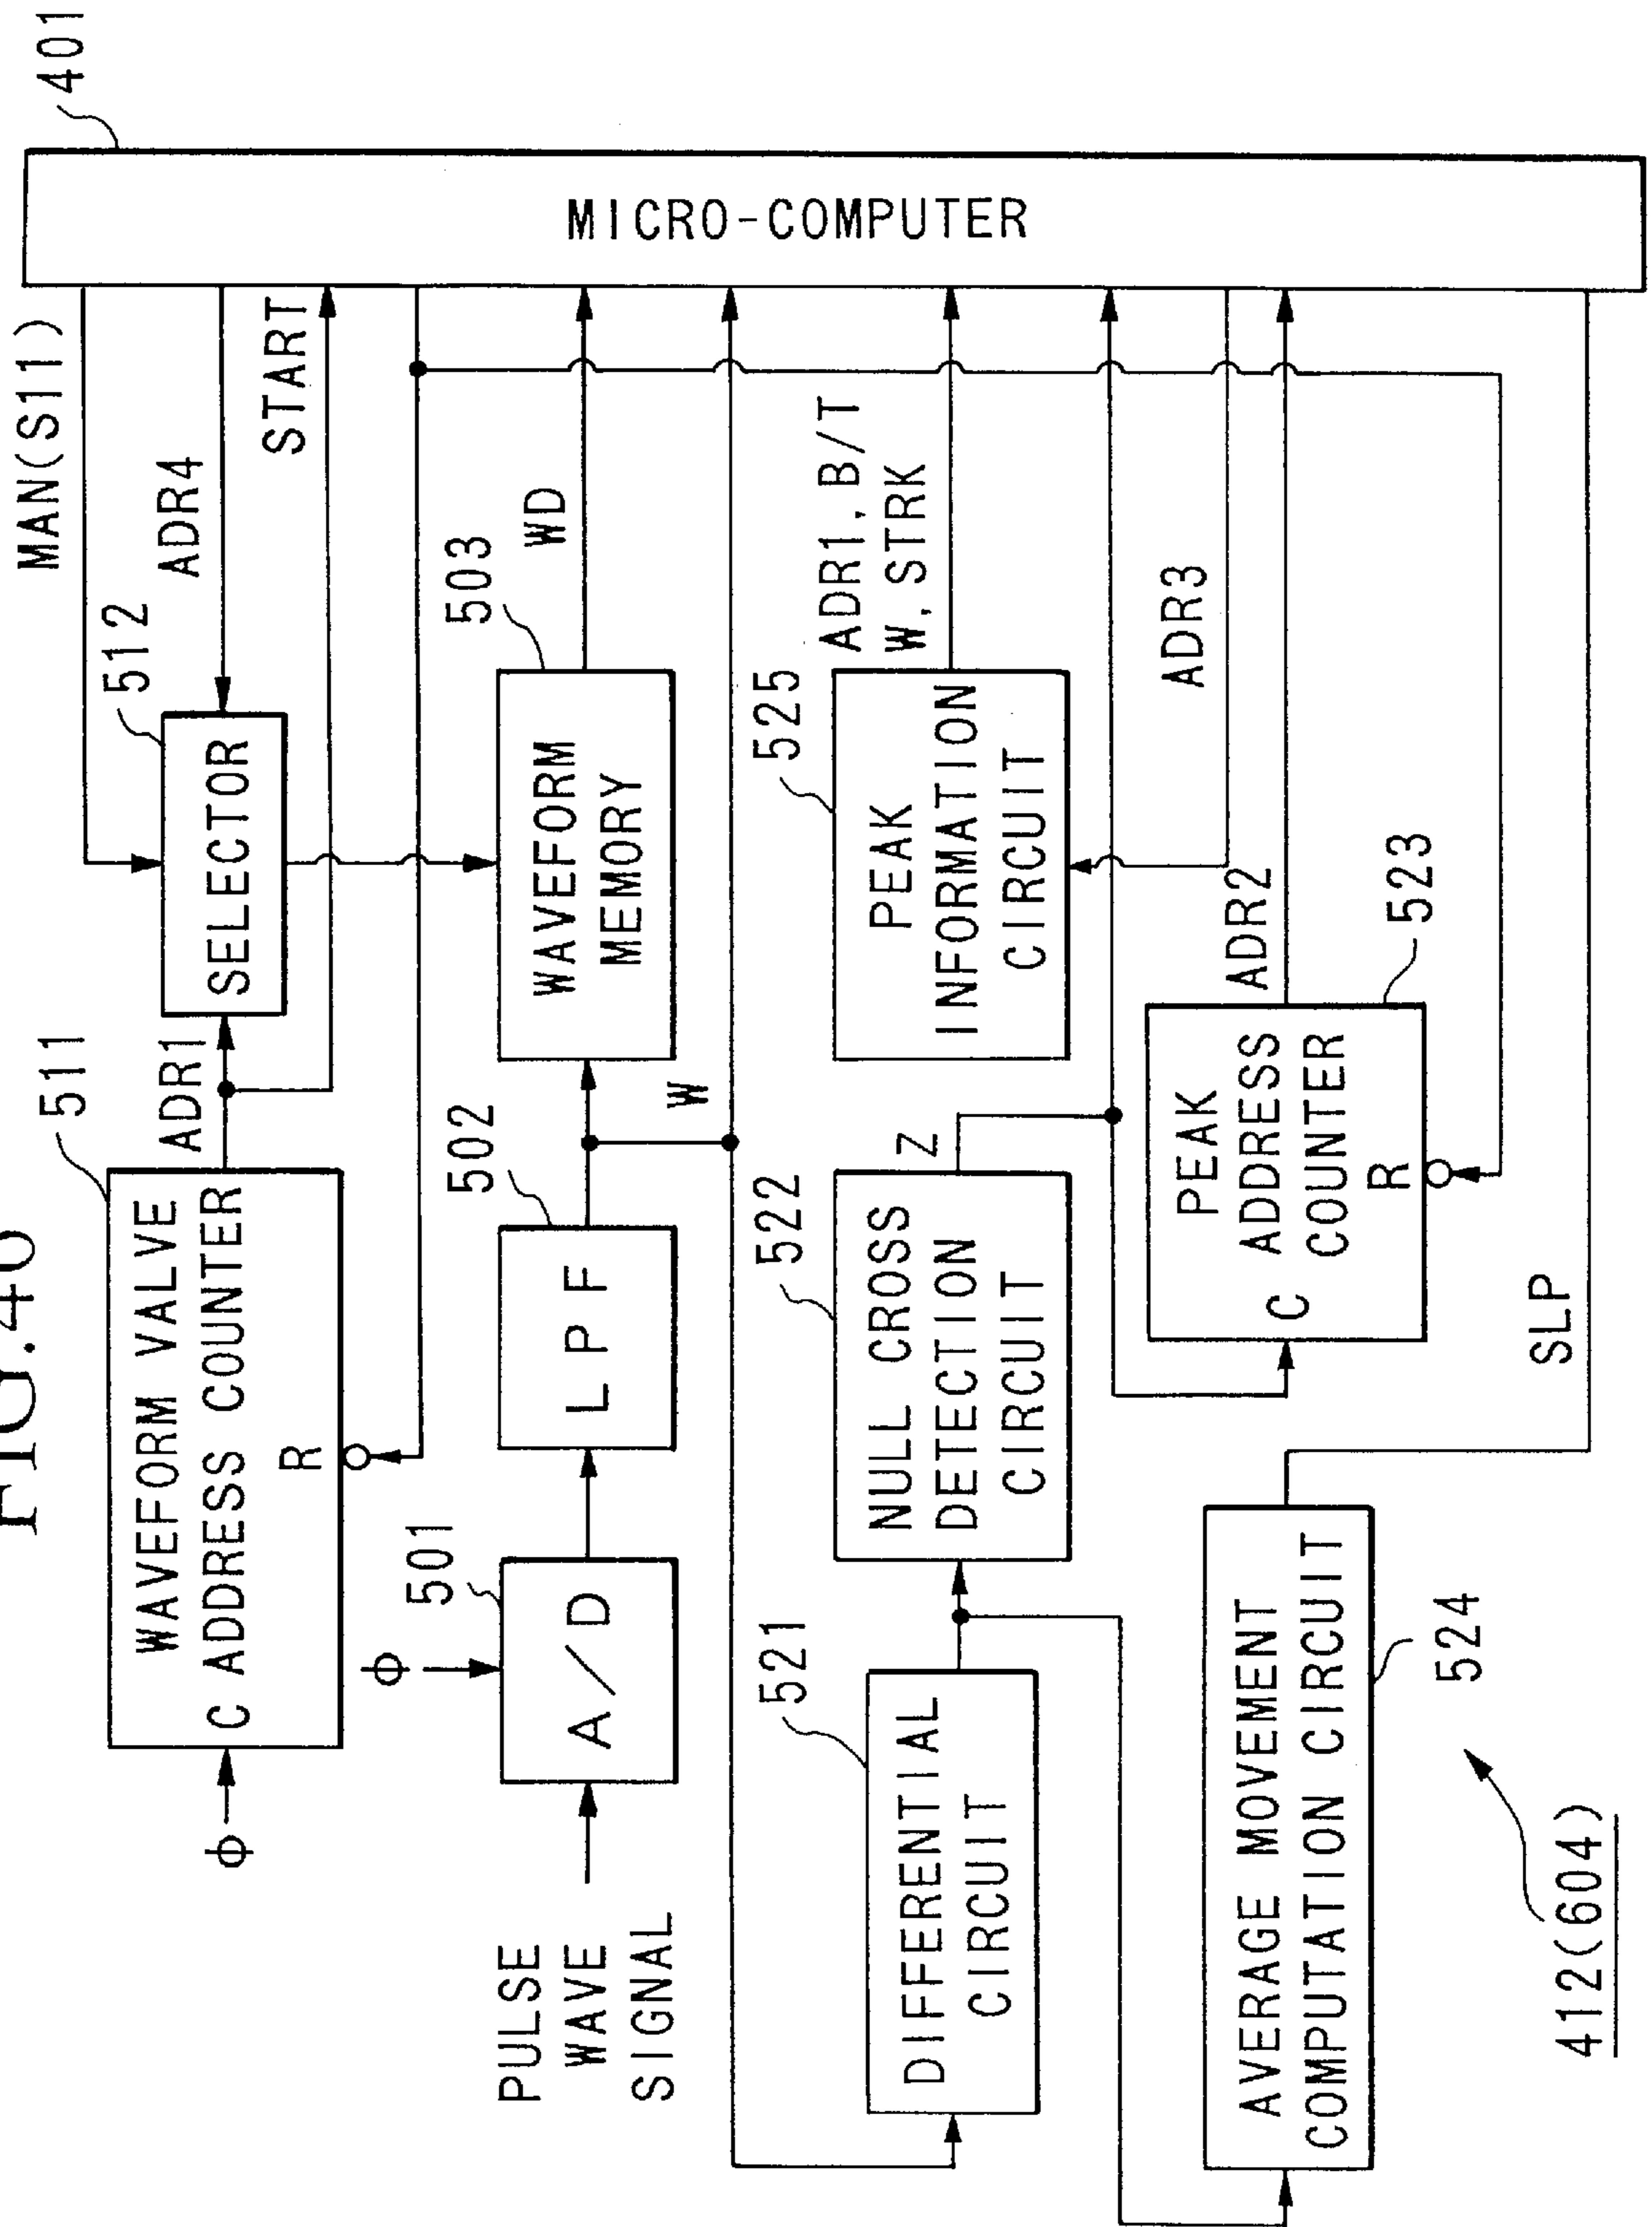 FIG.40
511
WAVEFORM VALVE
C ADDRESS COUNTER
R
ϕ
ADR1
512
SELECTOR
MAN(S11)
ADR4
START
401
MICRO-COMPUTER
ϕ
501
A/D
PULSE
WAVE
SIGNAL
502
LPF
W
503
WAVEFORM
MEMORY
WD
521
DIFFERENTIAL
CIRCUIT
522
NULL CROSS
DETECTION
CIRCUIT
Z
525
PEAK
INFORMATION
CIRCUIT
ADR1, B/T
W, STRK
ADR3
PEAK
ADDRESS
COUNTER
C
R
523
ADR2
AVERAGE MOVEMENT
COMPUTATION CIRCUIT
524
SLP
412(604)